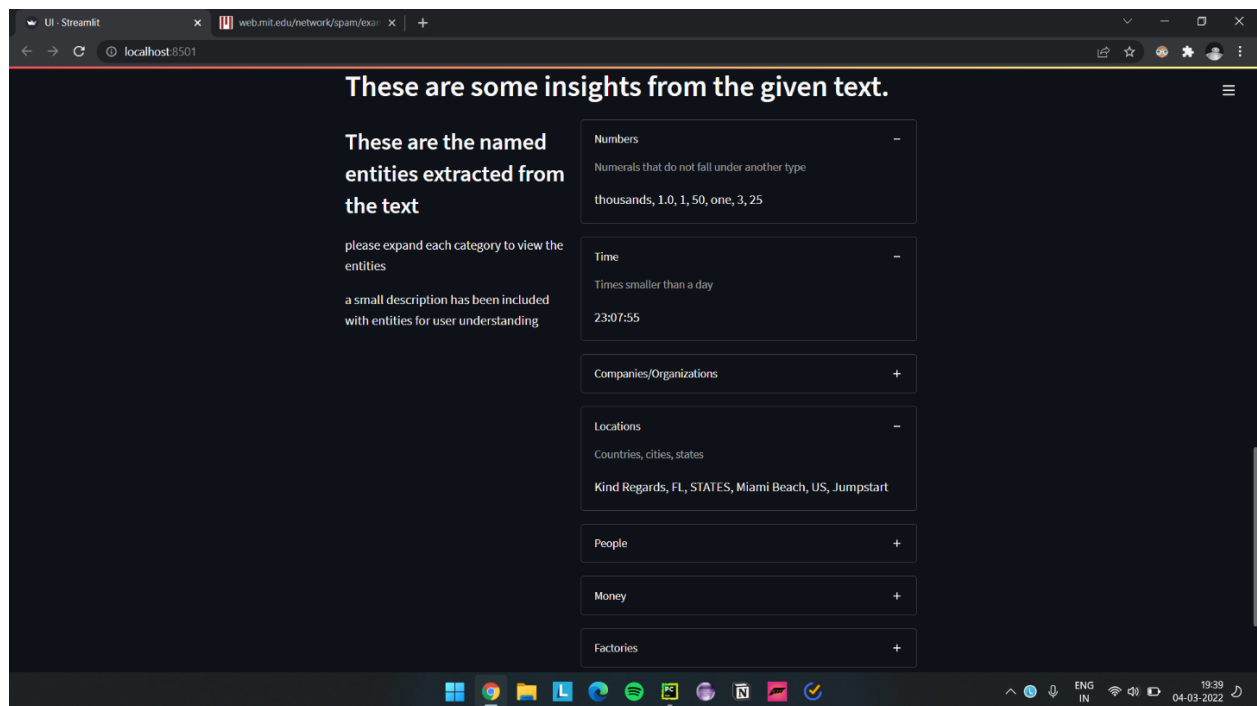 UI · Streamlit
web.mit.edu/network/spam/exa
localhost:8501
These are some insights from the given text.
These are the named
entities extracted from
the text
please expand each category to view the
entities
a small description has been included
with entities for user understanding
Numbers
Numerals that do not fall under another type
thousands, 1.0, 1, 50, one, 3, 25
Time
Times smaller than a day
23:07:55
Companies/Organizations
Locations
Countries, cities, states
Kind Regards, FL, STATES, Miami Beach, US, Jumpstart
People
Money
Factories
L
PC
N
ENG
IN
19:39
04-03-2022